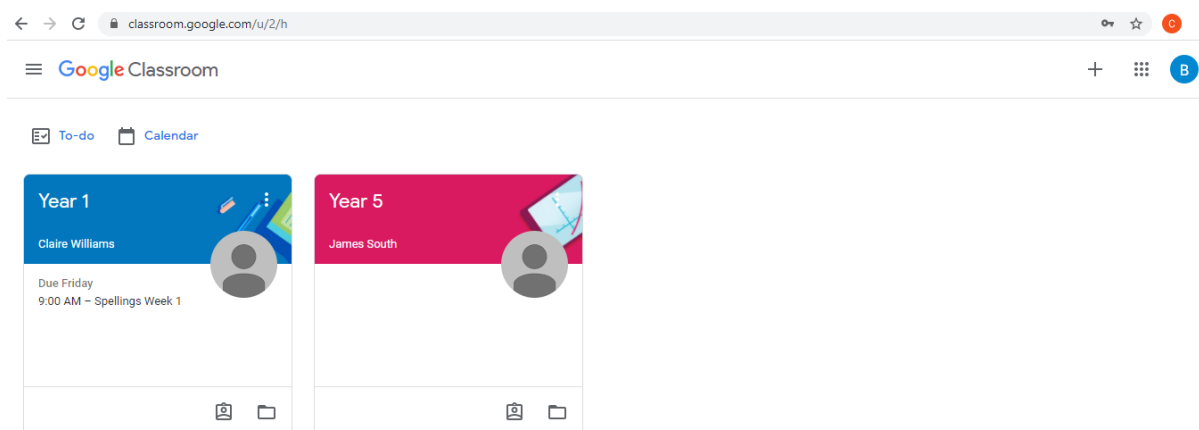 classroom.google.com/u/2/h
C
Google Classroom
B
To-do Calendar
Year 1
Claire Williams
Due Friday
9:00 AM – Spellings Week 1
Year 5
James South